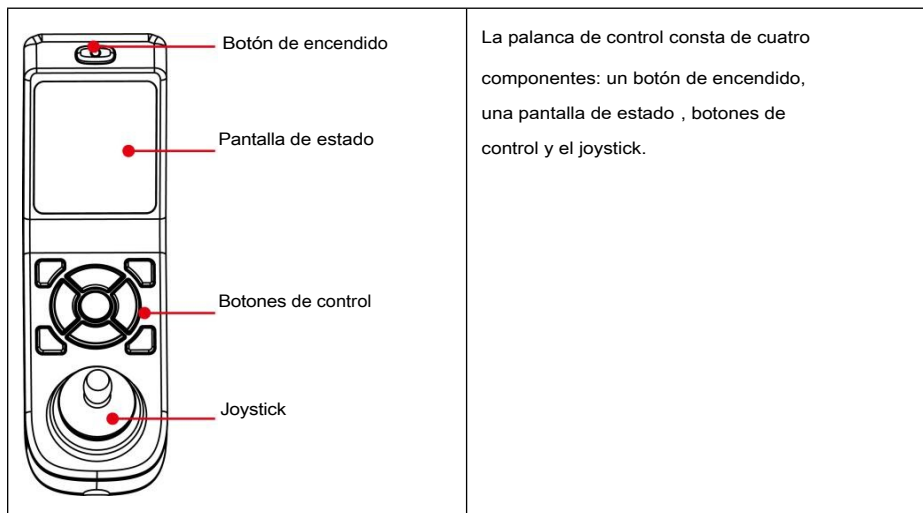 Botón de encendido
Pantalla de estado
Botones de control
Joystick
La palanca de control consta de cuatro
componentes: un botón de encendido,
una pantalla de estado , botones de
control y el joystick.